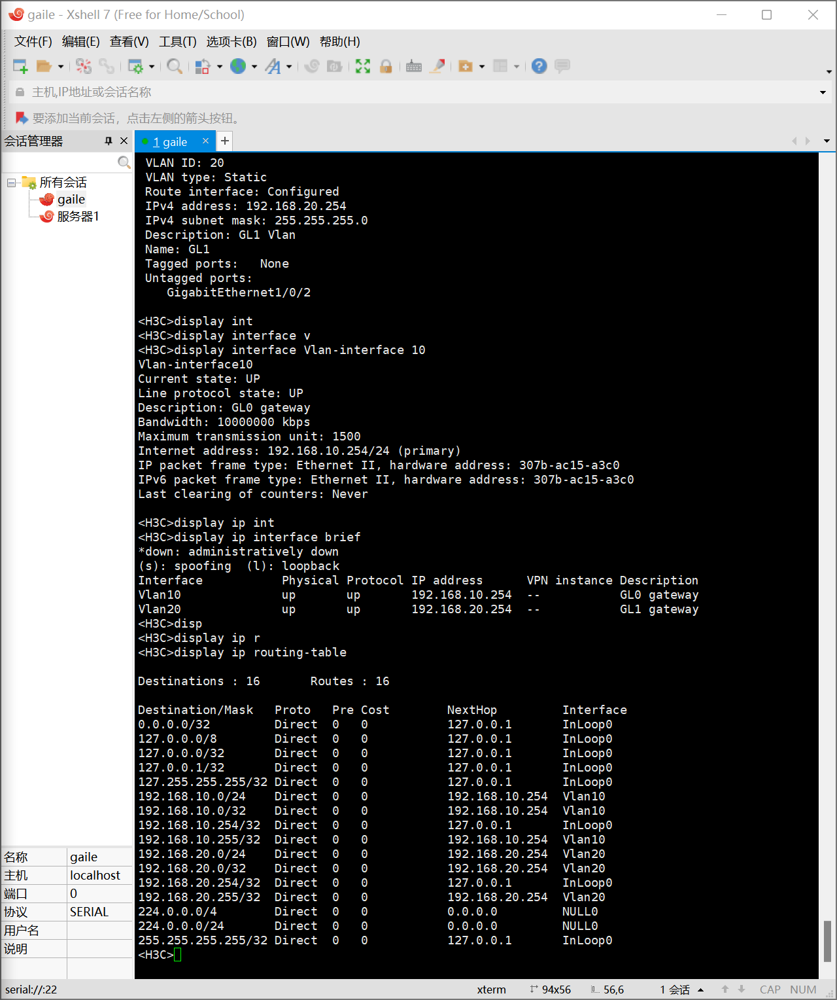 gaile - Xshell 7 (Free for Home/School)
文件(F) 编辑(E) 查看(V) 工具(T) 选项卡(B) 窗口(W) 帮助(H)
主机,IP地址或会话名称
要添加当前会话，点击左侧的箭头按钮。
会话管理器
1 gaile
所有会话
gaile
服务器1
VLAN ID: 20
VLAN type: Static
Route interface: Configured
IPv4 address: 192.168.20.254
IPv4 subnet mask: 255.255.255.0
Description: GL1 Vlan
Name: GL1
Tagged ports:   None
Untagged ports:
GigabitEthernet1/0/2
<H3C>display int
<H3C>display interface v
<H3C>display interface Vlan-interface 10
Vlan-interface10
Current state: UP
Line protocol state: UP
Description: GL0 gateway
Bandwidth: 10000000 kbps
Maximum transmission unit: 1500
Internet address: 192.168.10.254/24 (primary)
IP packet frame type: Ethernet II, hardware address: 307b-ac15-a3c0
IPv6 packet frame type: Ethernet II, hardware address: 307b-ac15-a3c0
Last clearing of counters: Never
<H3C>display ip int
<H3C>display ip interface brief
*down: administratively down
(s): spoofing  (l): loopback
Interface           Physical Protocol IP address      VPN instance Description
Vlan10              up       up       192.168.10.254  --           GL0 gateway
Vlan20              up       up       192.168.20.254  --           GL1 gateway
<H3C>disp
<H3C>display ip r
<H3C>display ip routing-table
Destinations : 16       Routes : 16
Destination/Mask   Proto   Pre Cost        NextHop         Interface
0.0.0.0/32         Direct  0   0           127.0.0.1       InLoop0
127.0.0.0/8        Direct  0   0           127.0.0.1       InLoop0
127.0.0.0/32       Direct  0   0           127.0.0.1       InLoop0
127.0.0.1/32       Direct  0   0           127.0.0.1       InLoop0
127.255.255.255/32 Direct  0   0           127.0.0.1       InLoop0
192.168.10.0/24    Direct  0   0           192.168.10.254  Vlan10
192.168.10.0/32    Direct  0   0           192.168.10.254  Vlan10
192.168.10.254/32  Direct  0   0           127.0.0.1       InLoop0
192.168.10.255/32  Direct  0   0           192.168.10.254  Vlan10
192.168.20.0/24    Direct  0   0           192.168.20.254  Vlan20
192.168.20.0/32    Direct  0   0           192.168.20.254  Vlan20
192.168.20.254/32  Direct  0   0           127.0.0.1       InLoop0
192.168.20.255/32  Direct  0   0           192.168.20.254  Vlan20
224.0.0.0/4        Direct  0   0           0.0.0.0         NULL0
224.0.0.0/24       Direct  0   0           0.0.0.0         NULL0
255.255.255.255/32 Direct  0   0           127.0.0.1       InLoop0
<H3C>
名称 gaile
主机 localhost
端口 0
协议 SERIAL
用户名
说明
serial://:22 xterm 94x56 56,6 1 会话 CAP NUM